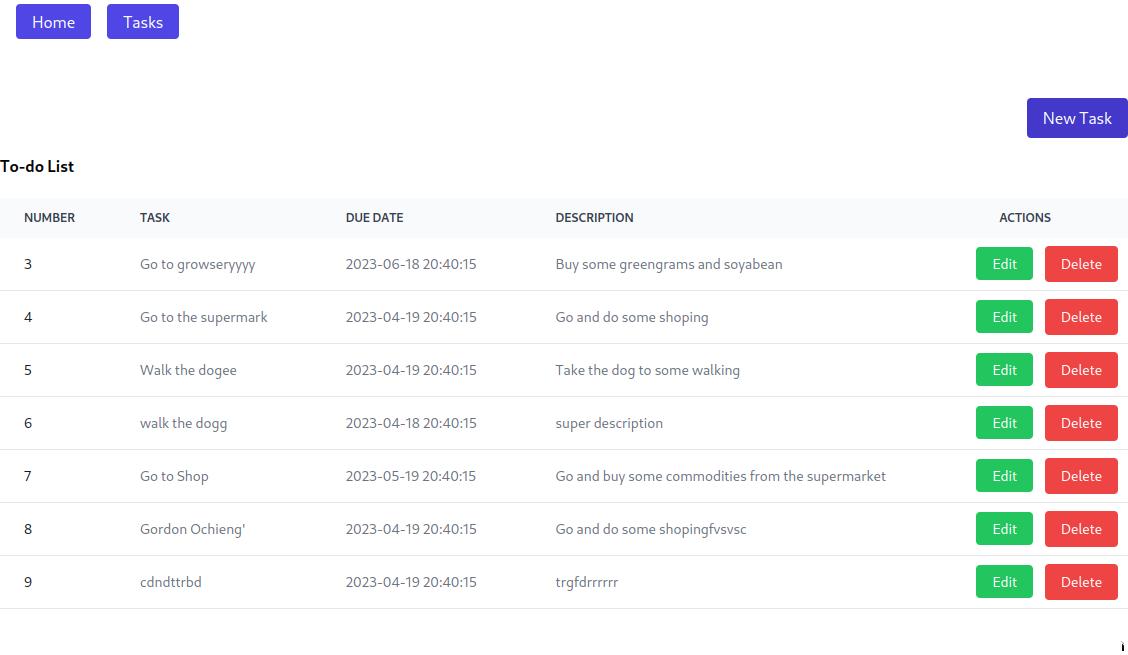 Home Tasks
New Task
To-do List
NUMBER TASK DUE DATE DESCRIPTION ACTIONS
3 Go to growseryyyy 2023-06-18 20:40:15 Buy some greengrams and soyabean Edit Delete
4 Go to the supermark 2023-04-19 20:40:15 Go and do some shoping Edit Delete
5 Walk the dogee 2023-04-19 20:40:15 Take the dog to some walking Edit Delete
6 walk the dogg 2023-04-18 20:40:15 super description Edit Delete
7 Go to Shop 2023-05-19 20:40:15 Go and buy some commodities from the supermarket Edit Delete
8 Gordon Ochieng' 2023-04-19 20:40:15 Go and do some shopingfvsvsc Edit Delete
9 cdndttrbd 2023-04-19 20:40:15 trgfdrrrrrr Edit Delete